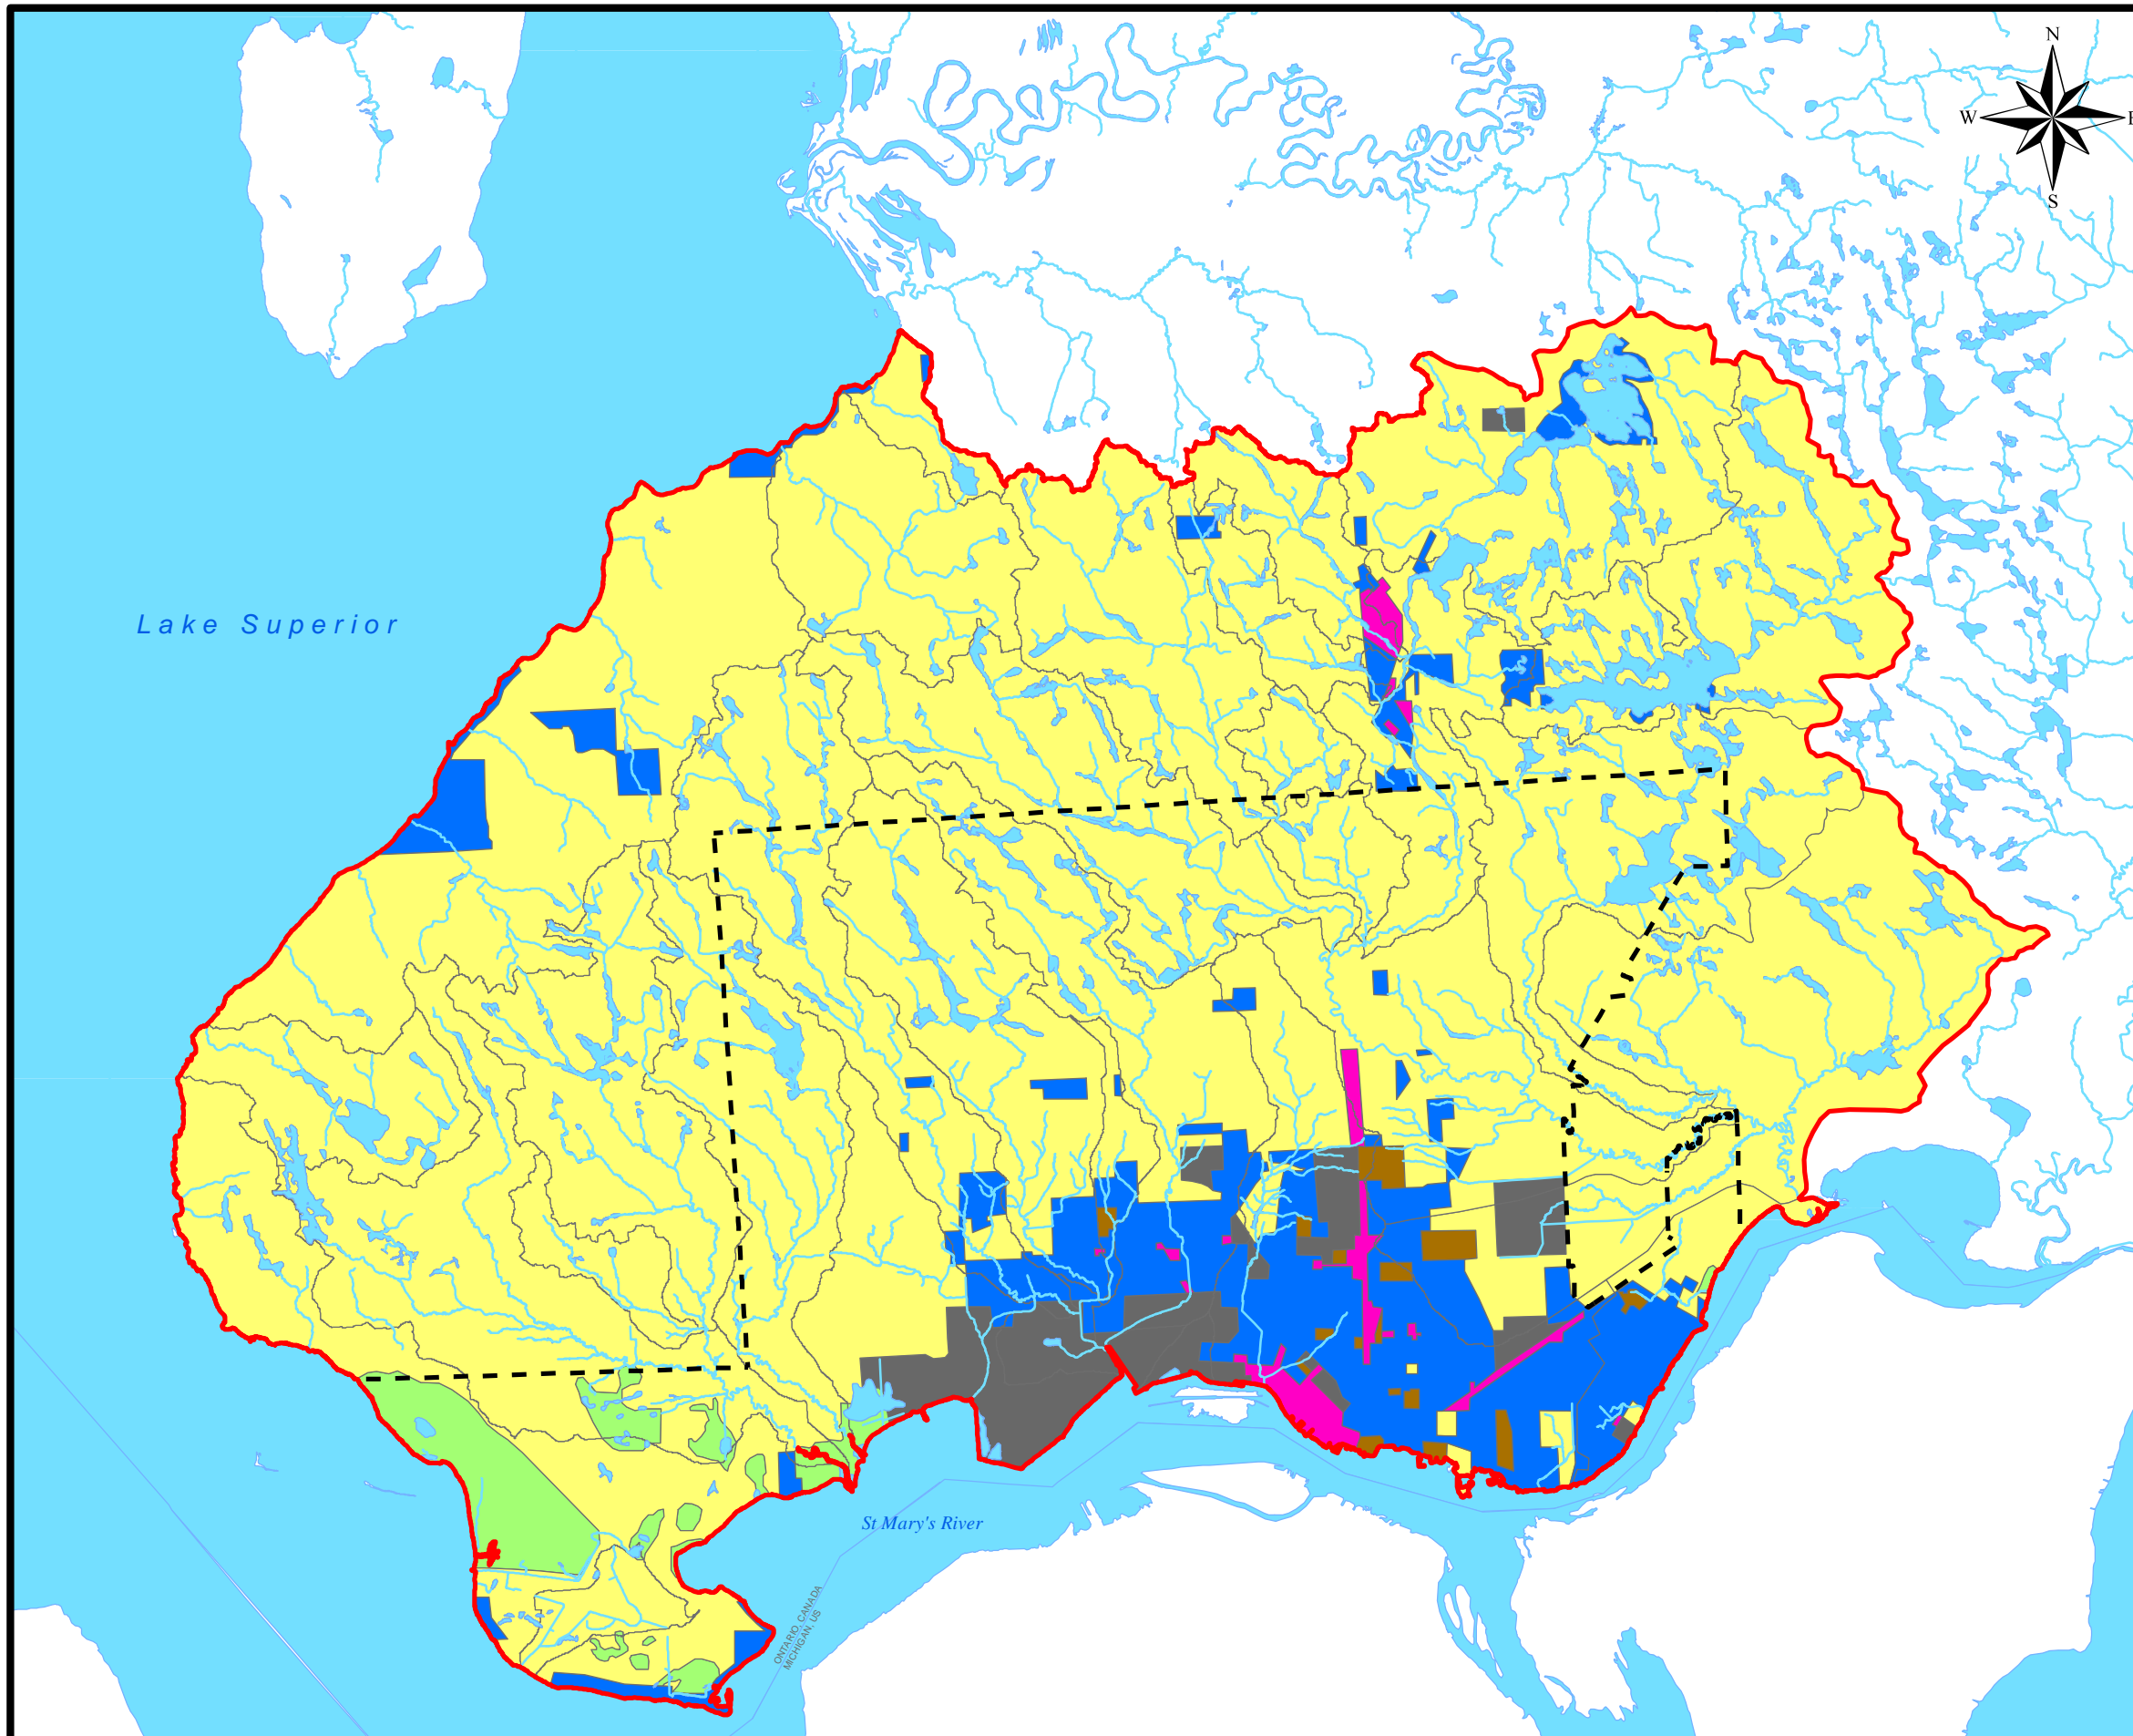 N
W
S
Lake Superior
St Mary's River
ONTARIO, CANADA
MICHIGAN, US